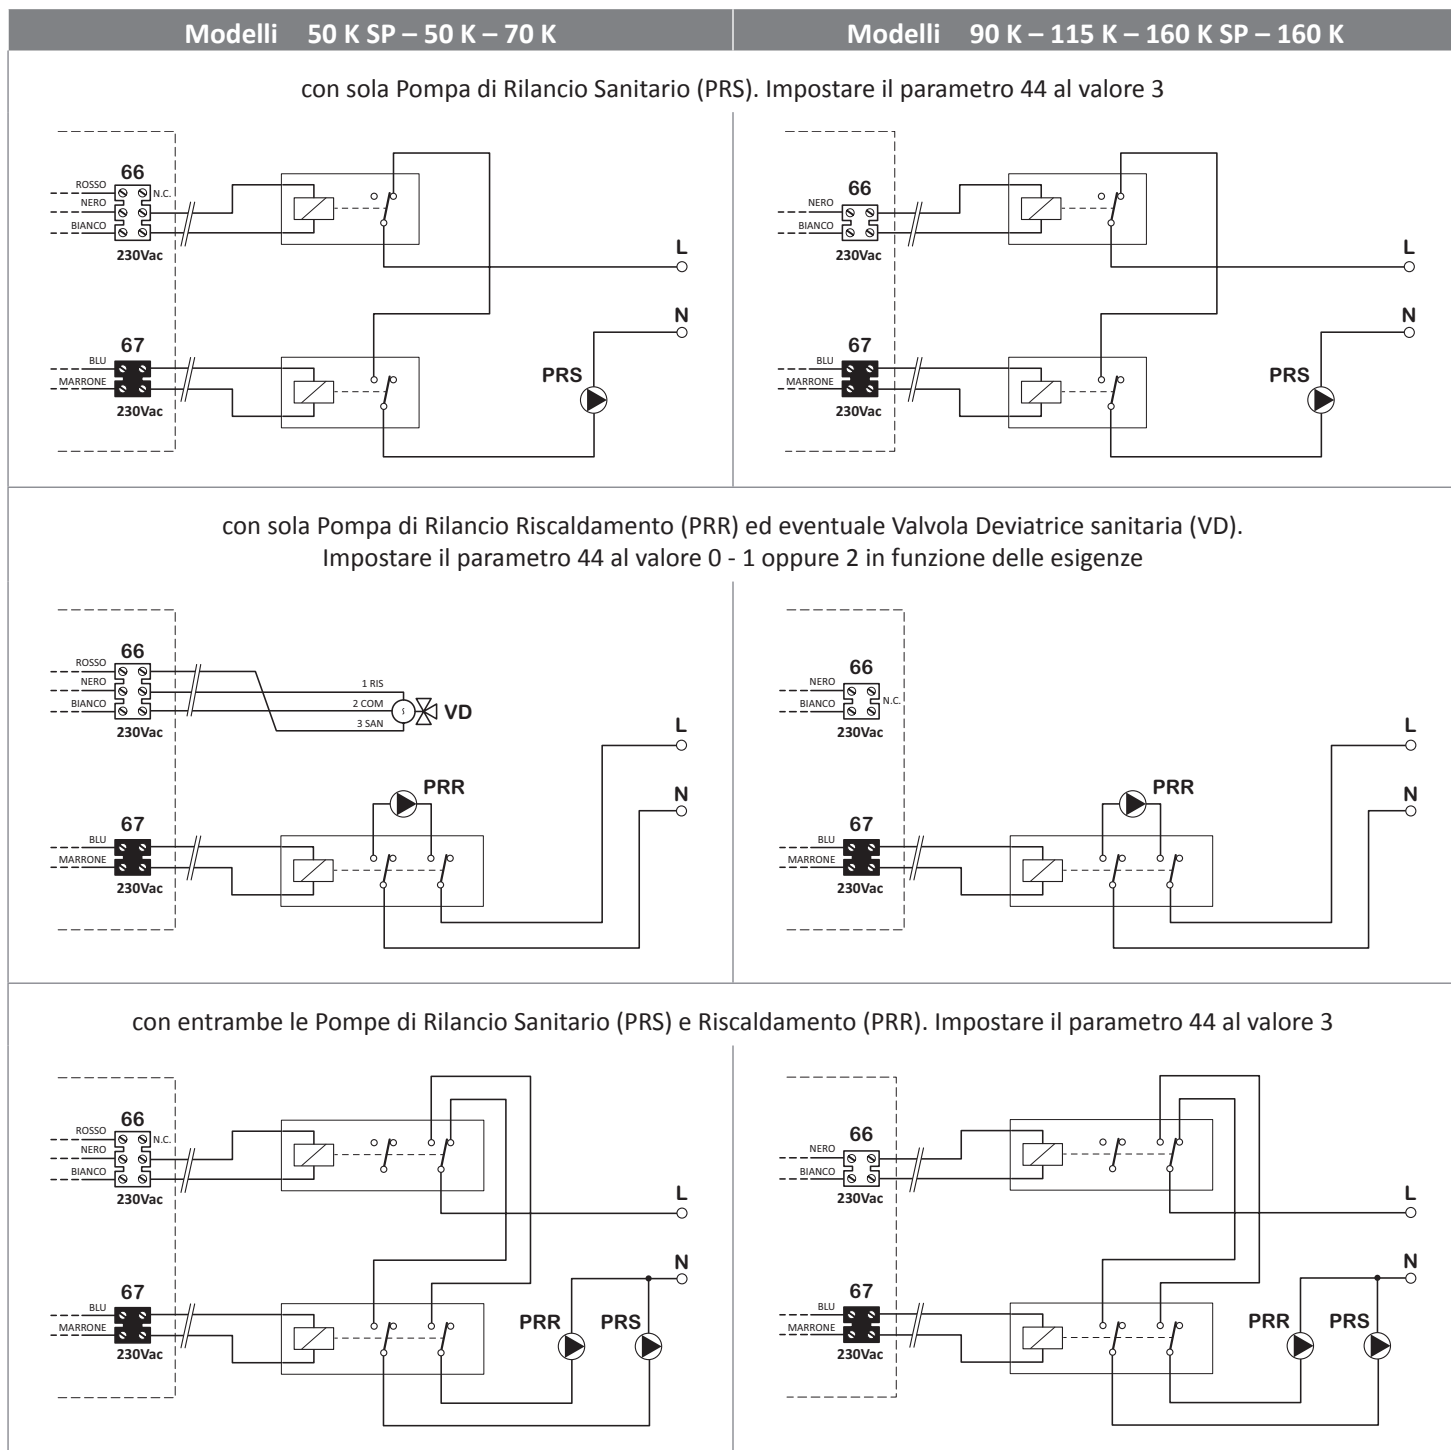 Modelli 50 K SP – 50 K – 70 K
Modelli 90 K – 115 K – 160 K SP – 160 K
con sola Pompa di Rilancio Sanitario (PRS). Impostare il parametro 44 al valore 3
66
ROSSO
N.C.
NERO
BIANCO
230Vac
L
N
67
BLU
MARRONE
230Vac
PRS
66
NERO
BIANCO
230Vac
L
N
67
BLU
MARRONE
230Vac
PRS
con sola Pompa di Rilancio Riscaldamento (PRR) ed eventuale Valvola Deviatrice sanitaria (VD).
Impostare il parametro 44 al valore 0 - 1 oppure 2 in funzione delle esigenze
66
ROSSO
NERO
BIANCO
230Vac
1 RIS
2 COM
3 SAN
S
VD
L
N
PRR
67
BLU
MARRONE
230Vac
66
NERO
BIANCO
N.C.
230Vac
L
N
PRR
67
BLU
MARRONE
230Vac
con entrambe le Pompe di Rilancio Sanitario (PRS) e Riscaldamento (PRR). Impostare il parametro 44 al valore 3
66
ROSSO
N.C.
NERO
BIANCO
230Vac
L
N
67
BLU
MARRONE
230Vac
PRR
PRS
66
NERO
BIANCO
230Vac
L
N
67
BLU
MARRONE
230Vac
PRR
PRS